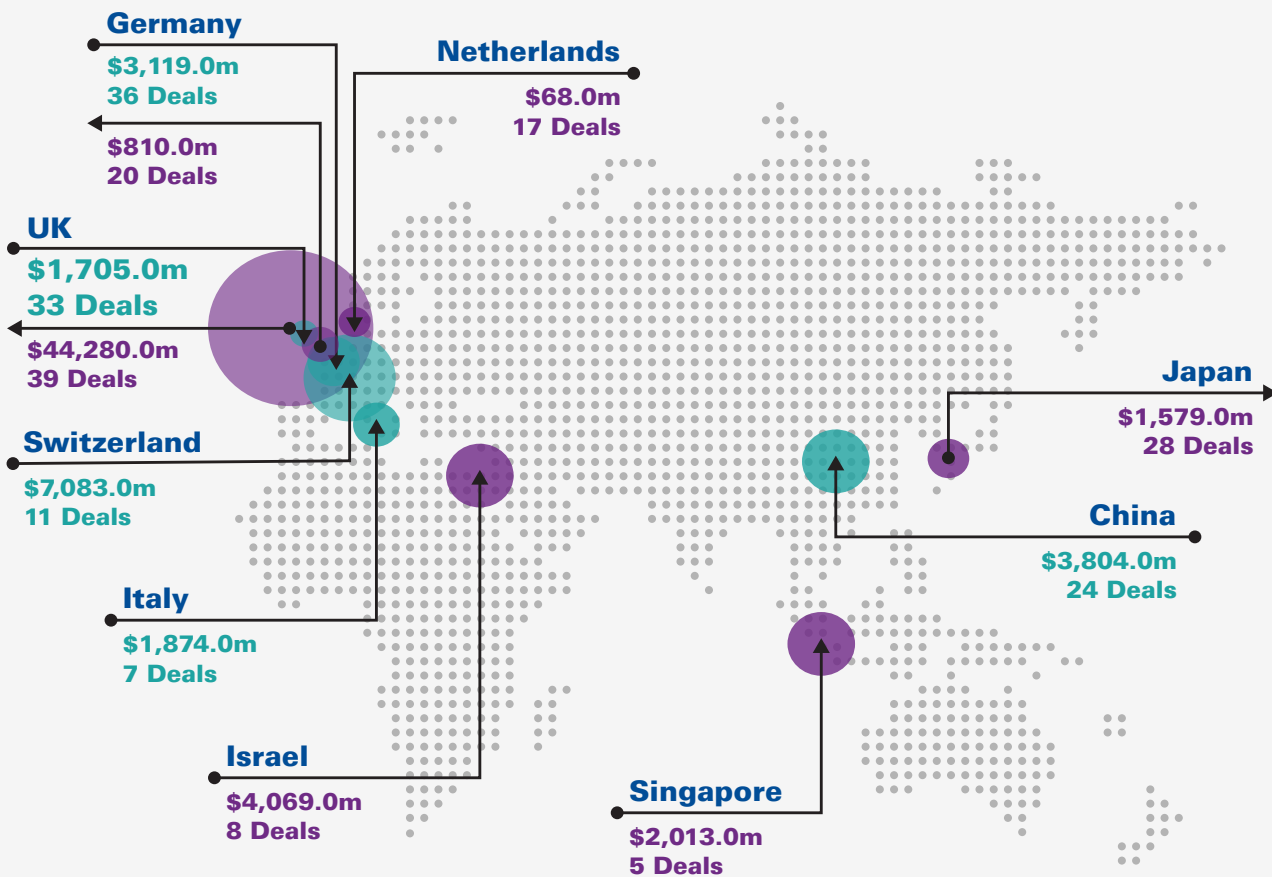 Germany
$3,119.0m
36 Deals
$810.0m
20 Deals
Netherlands
$68.0m
17 Deals
UK
$1,705.0m
33 Deals
$44,280.0m
39 Deals
Switzerland
$7,083.0m
11 Deals
Japan
$1,579.0m
28 Deals
China
$3,804.0m
24 Deals
Italy
$1,874.0m
7 Deals
Israel
$4,069.0m
8 Deals
Singapore
$2,013.0m
5 Deals